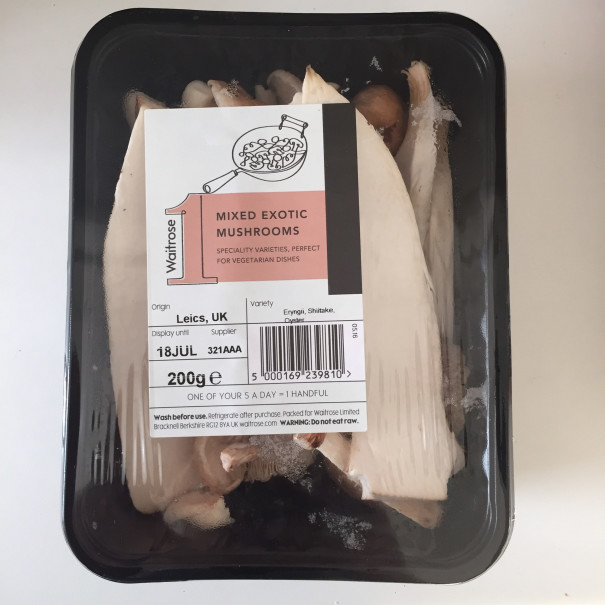 Waitrose
1
MIXED EXOTIC
MUSHROOMS
SPECIALITY VARIETIES, PERFECT
FOR VEGETARIAN DISHES
Origin
Leics, UK
Variety
Eryngii, Shiitake,
Oyster
Display until
Supplier
18JUL 321AAA
200g e
0516
5 000169 239810 >
ONE OF YOUR 5 A DAY = 1 HANDFUL
Wash before use. Refrigerate after purchase. Packed for Waitrose Limited
Bracknell Berkshire RG12 8YA UK waitrose.com WARNING: Do not eat raw.